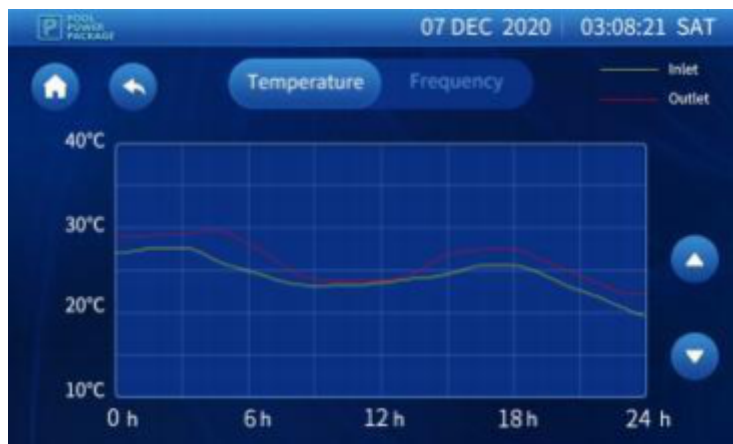 P POOL POWER PACKAGE
07 DEC 2020 03:08:21 SAT
Temperature Frequency
Inlet
Outlet
40°C
30°C
20°C
10°C
0 h 6 h 12 h 18 h 24 h